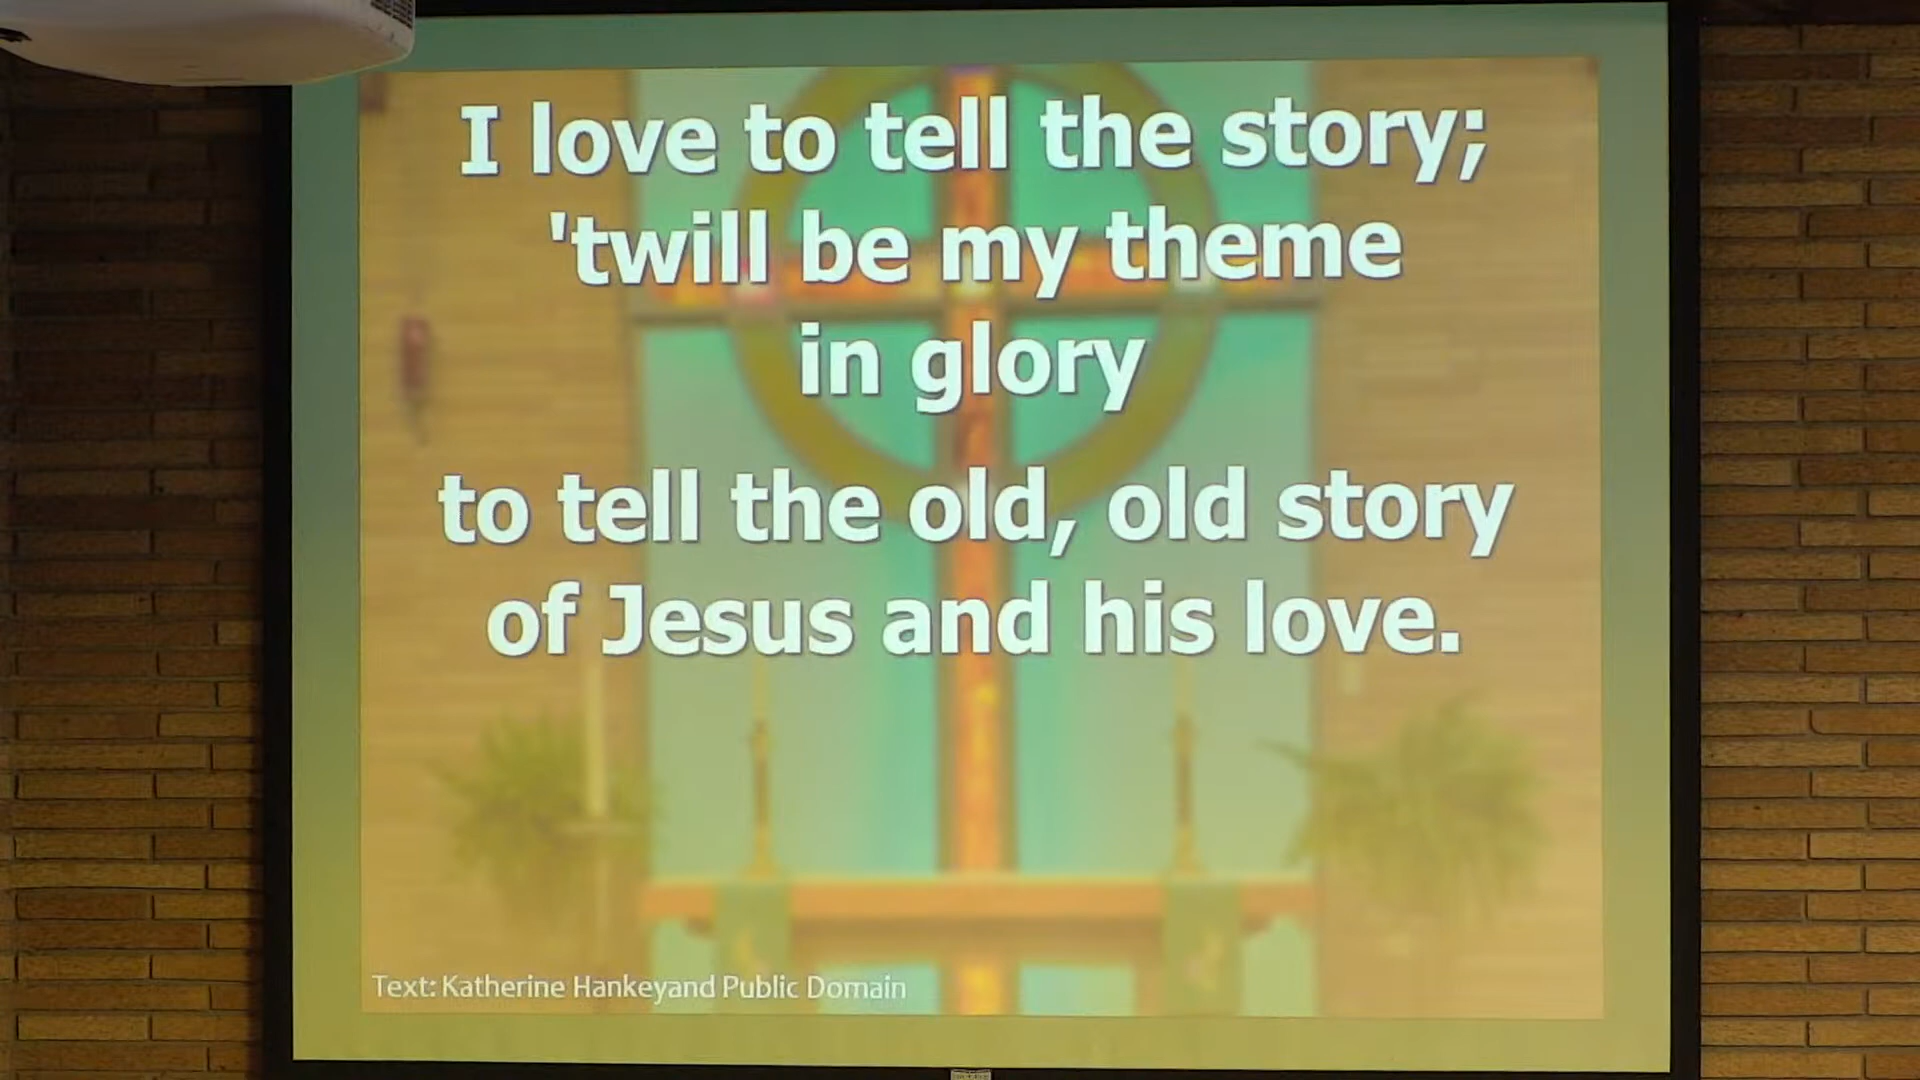 I love to tell the story;
'twill be my theme
in glory
to tell the old, old story
of Jesus and his love.
Text: Katherine Hankeyand Public Domain